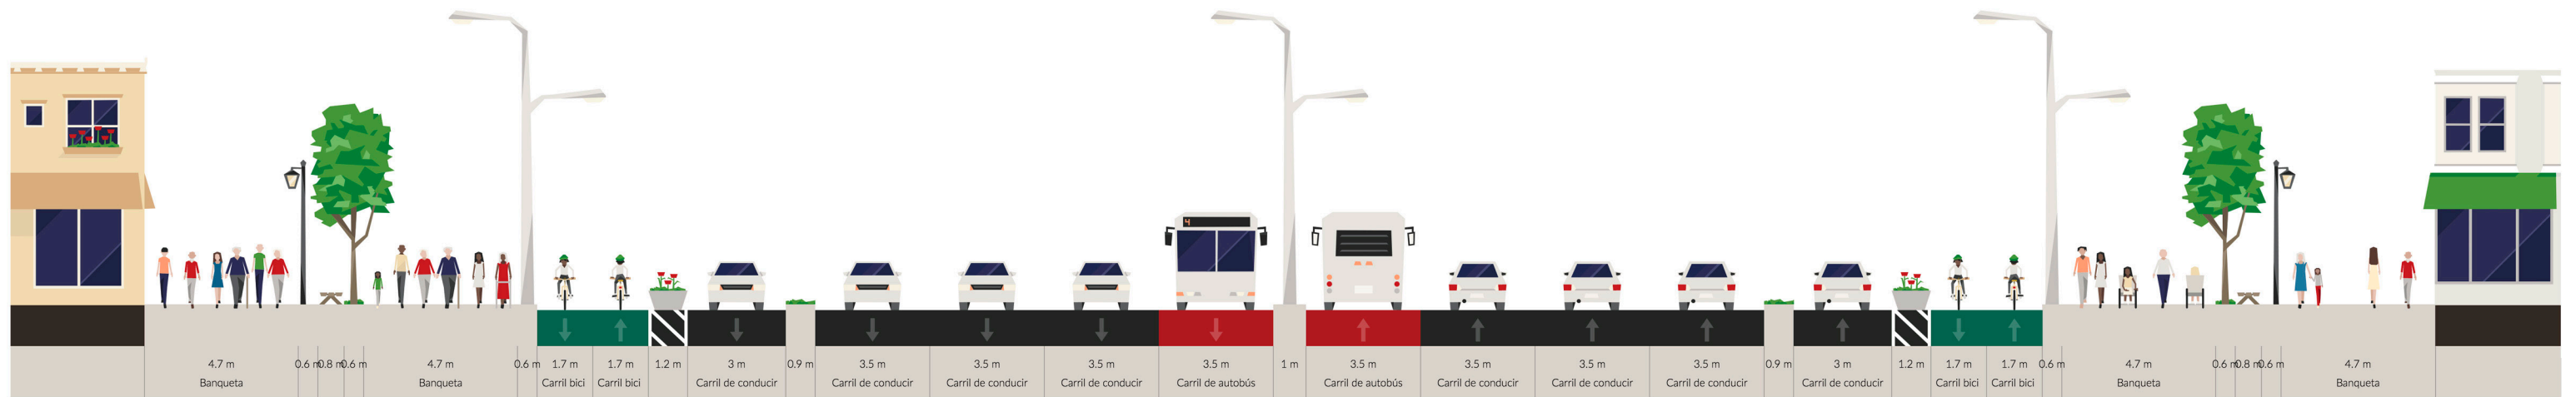 4
4.7 m
Banqueta
0.6 m
0.8 m
0.6 m
4.7 m
Banqueta
0.6 m
1.7 m
Carril bici
1.7 m
Carril bici
1.2 m
3 m
Carril de conducir
0.9 m
3.5 m
Carril de conducir
3.5 m
Carril de conducir
3.5 m
Carril de conducir
3.5 m
Carril de autobús
1 m
3.5 m
Carril de autobús
3.5 m
Carril de conducir
3.5 m
Carril de conducir
3.5 m
Carril de conducir
0.9 m
3 m
Carril de conducir
1.2 m
1.7 m
Carril bici
1.7 m
Carril bici
0.6 m
4.7 m
Banqueta
0.6 m
0.8 m
0.6 m
4.7 m
Banqueta